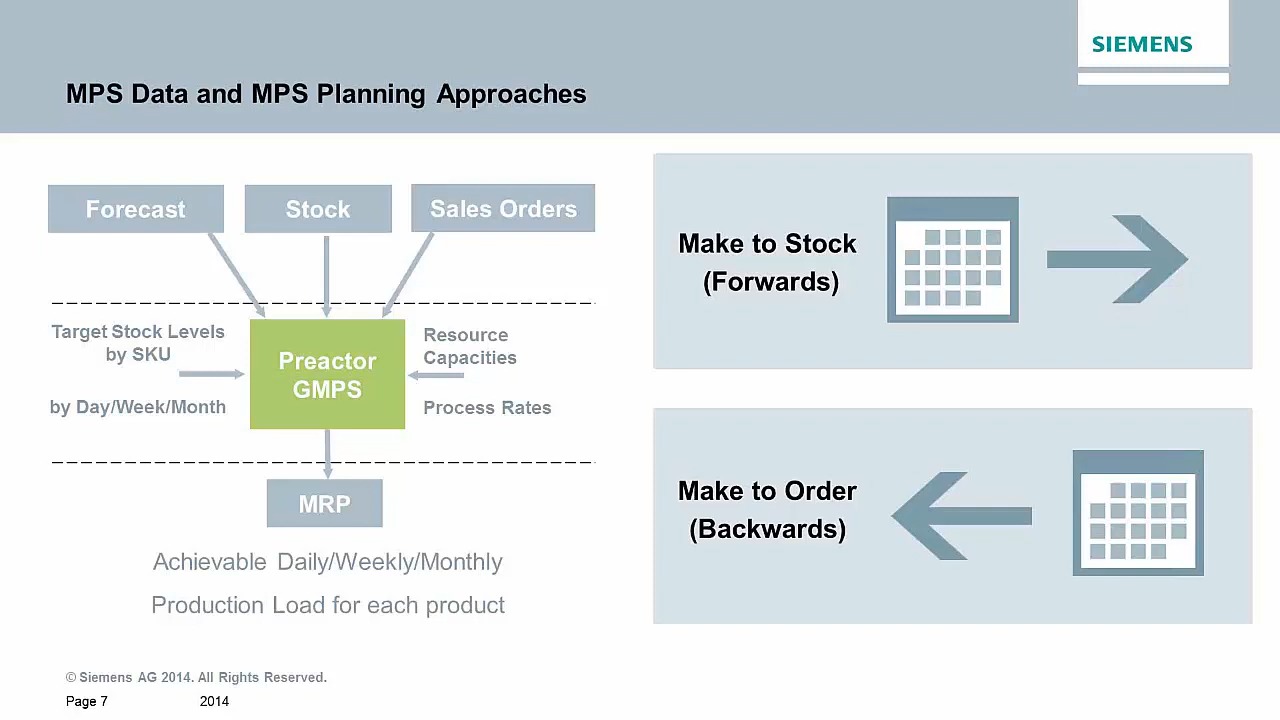 SIEMENS
MPS Data and MPS Planning Approaches
Forecast
Stock
Sales Orders
Target Stock Levels
by SKU
by Day/Week/Month
Preactor
GMPS
Resource
Capacities
Process Rates
MRP
Achievable Daily/Weekly/Monthly
Production Load for each product
Make to Stock
(Forwards)
Make to Order
(Backwards)
© Siemens AG 2014. All Rights Reserved.
Page 7 2014